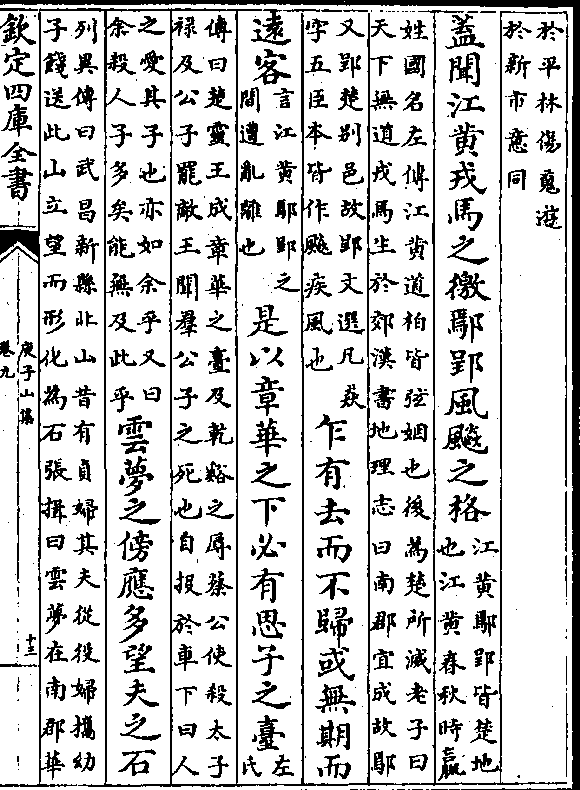 於平林傷䰟遊
於新市意同
蓋聞江黄戎馬之徼鄢郢風飈之格
江黄鄢郢皆楚地
也江黄春秋時嬴
姓國名左傳江黄道柏皆弦姻也後為楚所滅老子曰
天下無道戎馬生於郊漢書地理志曰南郡宜成故鄢
又郢楚别邑故郢文選凡猋
字五臣本皆作飈疾風也
乍有去而不歸或無期而
遠客
言江黄鄢郢之
間遭亂離也
是以章華之下必有思子之臺
左
氏
傳曰楚靈王成章華之臺及乾谿之辱蔡公使殺太子
禄及公子罷敵王聞羣公子之死也自投於車下曰人
之愛其子也亦如余乎又曰
余殺人子多矣能無及此乎
雲夢之傍應多望夫之石
列異傳曰武昌新縣北山昔有貞婦其夫從役婦攜幼
子餞送此山立望而形化為石張揖曰雲夢在南郡華
欽定四庫全書
庾子山集
卷九
十三